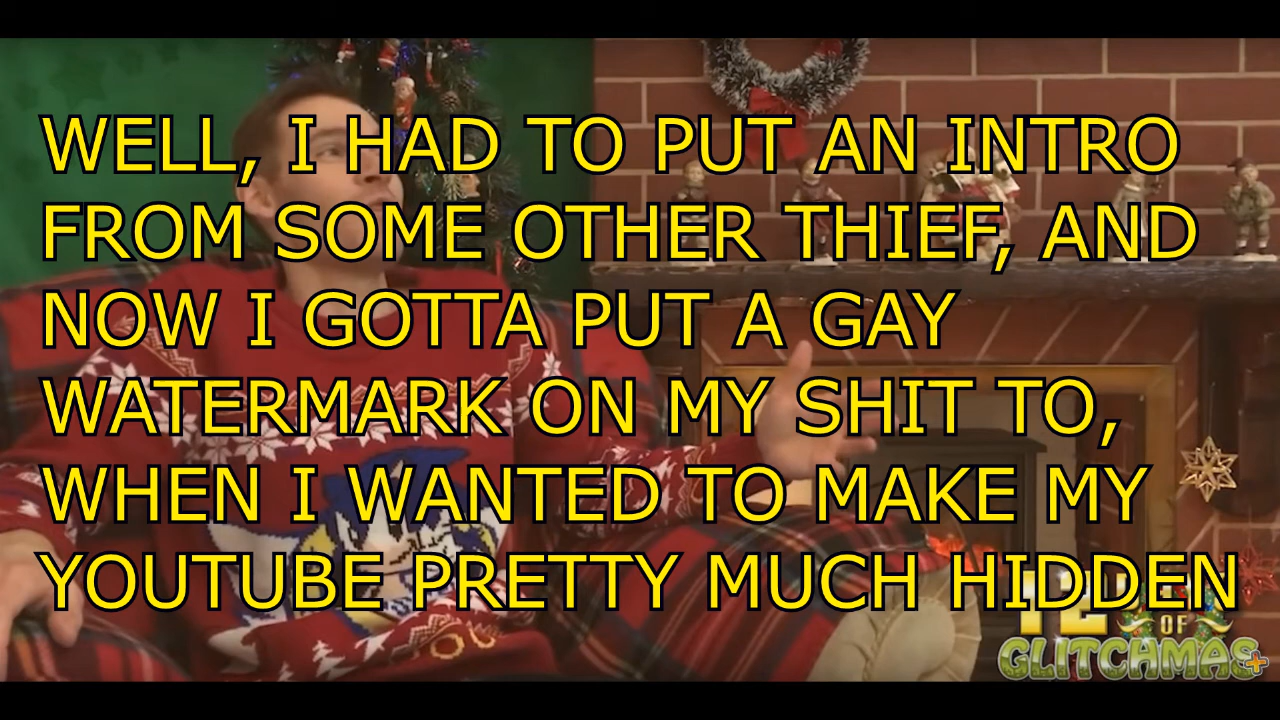 WELL, I HAD TO PUT AN INTRO
FROM SOME OTHER THIEF, AND
NOW I GOTTA PUT A GAY
WATERMARK ON MY SHIT TO,
WHEN I WANTED TO MAKE MY
YOUTUBE PRETTY MUCH HIDDEN
OF
GLITCHMAS+